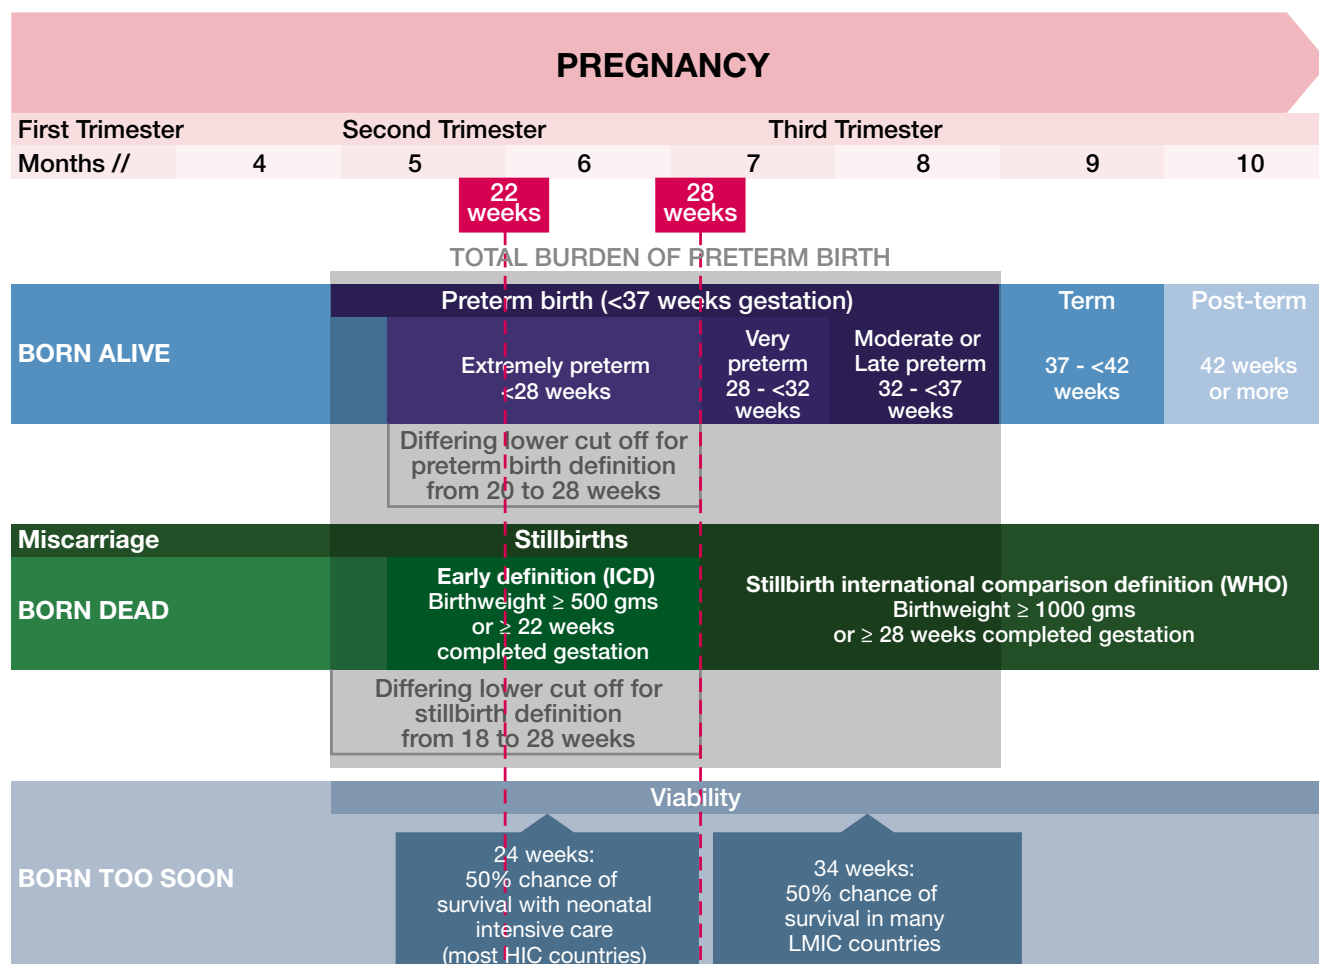 PREGNANCY
First Trimester Second Trimester Third Trimester
Months // 4 5 6 7 8 9 10
22
weeks
28
weeks
TOTAL BURDEN OF PRETERM BIRTH
BORN ALIVE
Preterm birth (<37 weeks gestation)
Extremely preterm
<28 weeks
Very
preterm
28 - <32
weeks
Moderate or
Late preterm
32 - <37
weeks
Term
37 - <42
weeks
Post-term
42 weeks
or more
Differing lower cut off for
preterm birth definition
from 20 to 28 weeks
Miscarriage
Stillbirths
BORN DEAD
Early definition (ICD)
Birthweight ≥ 500 gms
or ≥ 22 weeks
completed gestation
Stillbirth international comparison definition (WHO)
Birthweight ≥ 1000 gms
or ≥ 28 weeks completed gestation
Differing lower cut off for
stillbirth definition
from 18 to 28 weeks
Viability
BORN TOO SOON
24 weeks:
50% chance of
survival with neonatal
intensive care
(most HIC countries)
34 weeks:
50% chance of
survival in many
LMIC countries